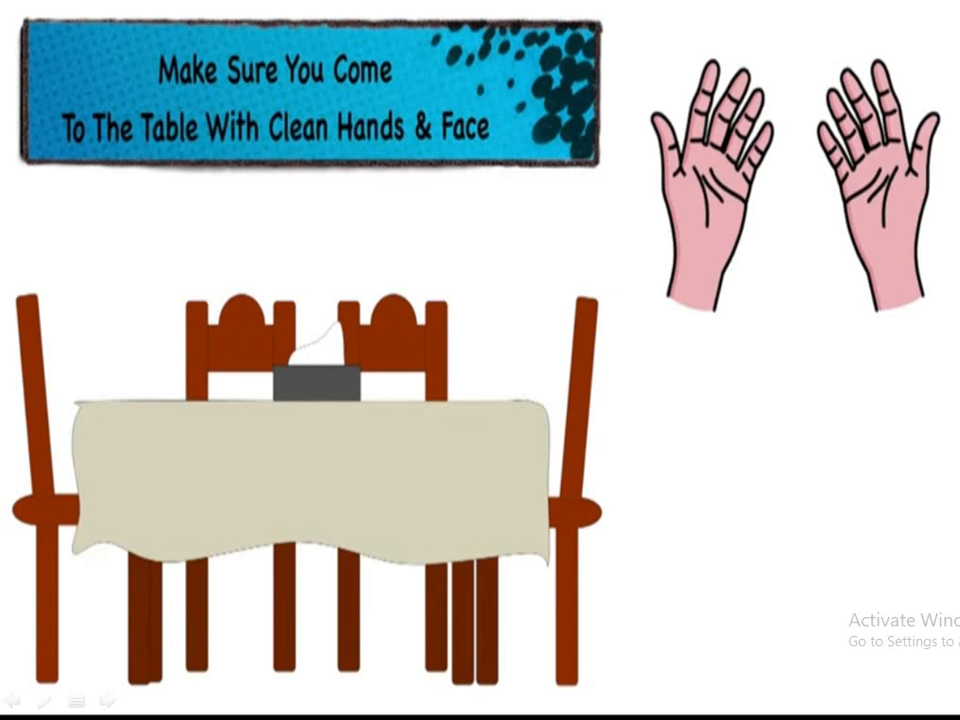 Make Sure You Come
To The Table With Clean Hands & Face
Activate Wind
Go to Settings to